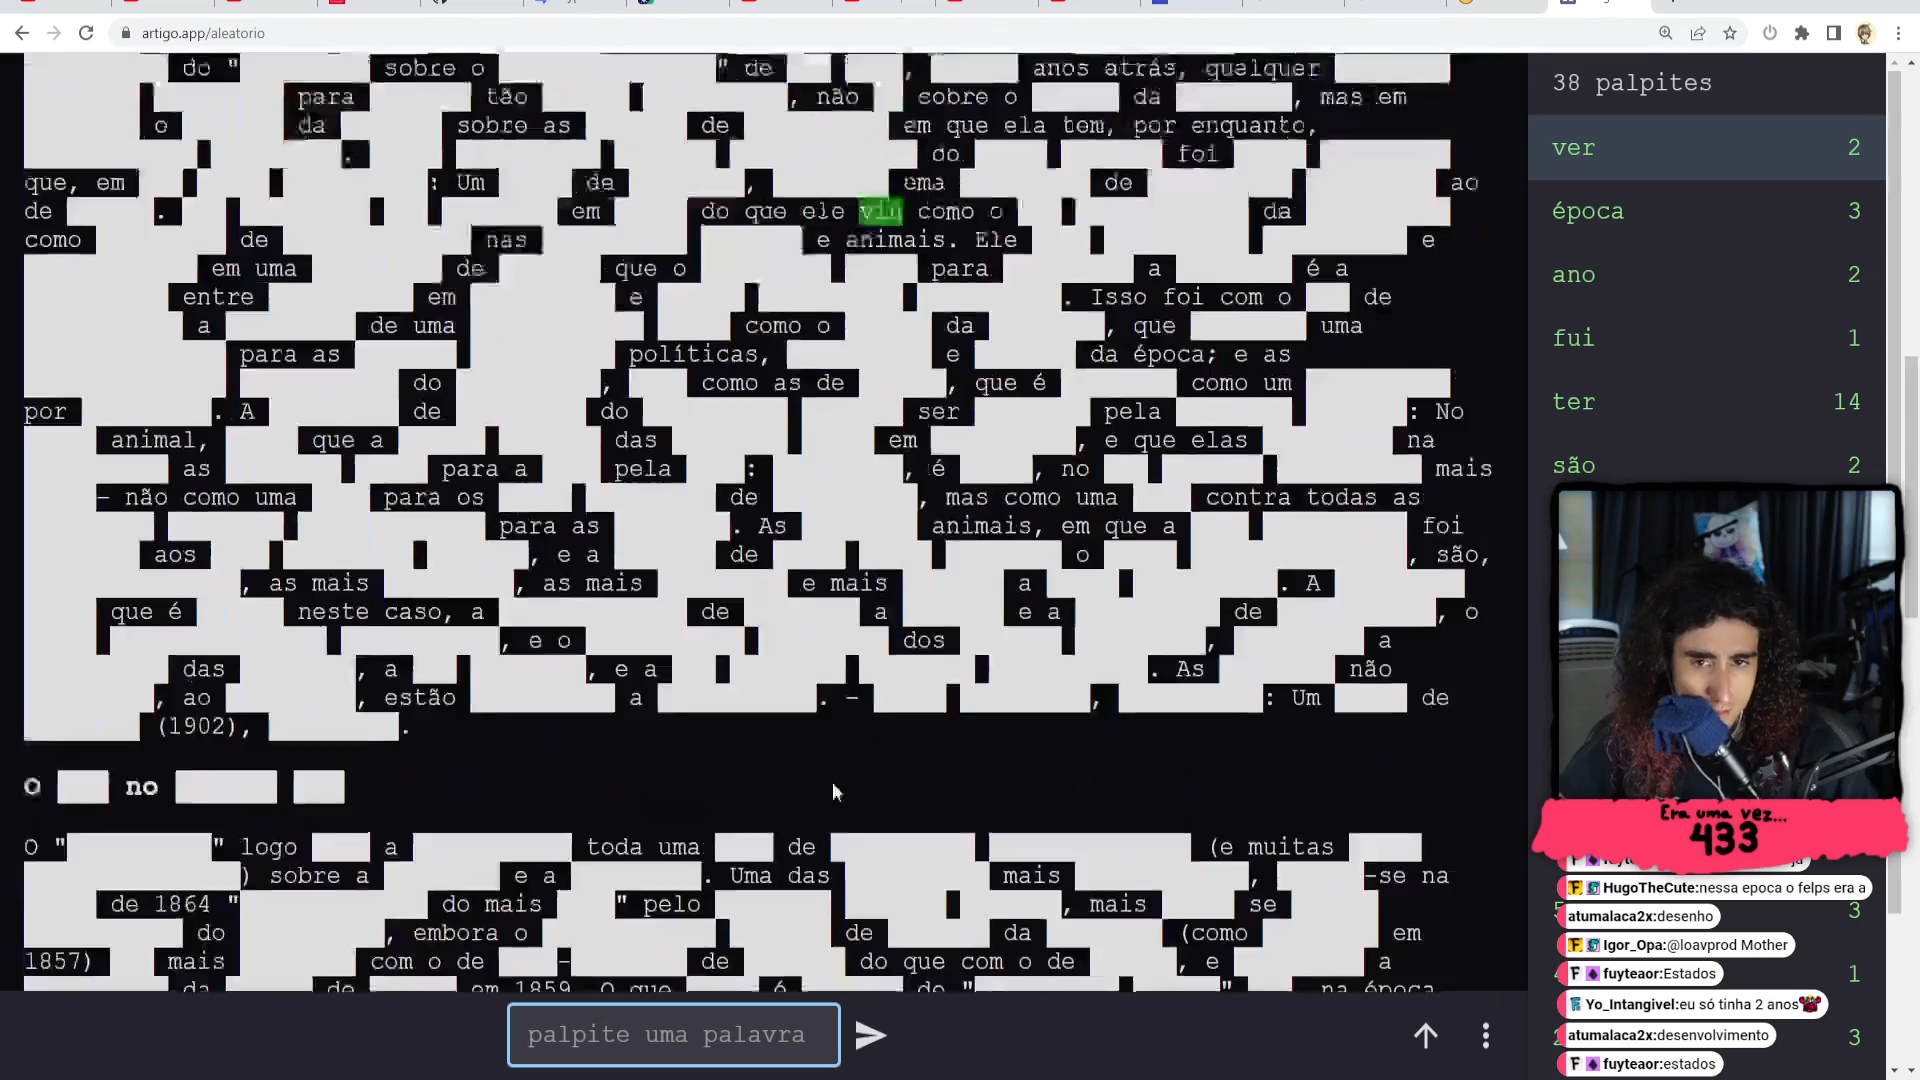 artigo.app/aleatorio
do " sobre o " de , anos atrás, qualquer
para tão , não sobre o da , mas em
o da sobre as de em que ela tem, por enquanto,
. do foi
que, em : Um de , uma de ao
de . em do que ele viu como o da
como de nas e animais. Ele e
em uma de que o para a é a
entre em e . Isso foi com o de
a de uma como o da , que uma
para as políticas, e da época; e as
do , como as de , que é como um
por . A de do ser pela : No
animal, que a das em , e que elas na
as para a pela : , é , no mais
- não como uma para os de , mas como uma contra todas as
para as . As animais, em que a foi
aos , e a de o , são,
, as mais , as mais e mais a . A
que é neste caso, a de a e a de , o
, e o dos , a
das , a , e a . As não
, ao , estão a . - , : Um de
(1902), .
O no
O " " logo a toda uma de (e muitas
) sobre a e a . Uma das mais , -se na
de 1864 " do mais " pelo , mais se
do , embora o de da (como em
1857) mais com o de - de do que com o de , e a
da de em 1859. O que é de " " na época
palpite uma palavra
38 palpites
ver 2
época 3
ano 2
fui 1
ter 14
são 2
3
1
3
Era uma vez...
433
HugoTheCute:nessa epoca o felps era a
atumalaca2x:desenho
Igor_Opa:@loavprod Mother
fuyteaor:Estados
Yo_Intangivel:eu só tinha 2 anos
atumalaca2x:desenvolvimento
fuyteaor:estados